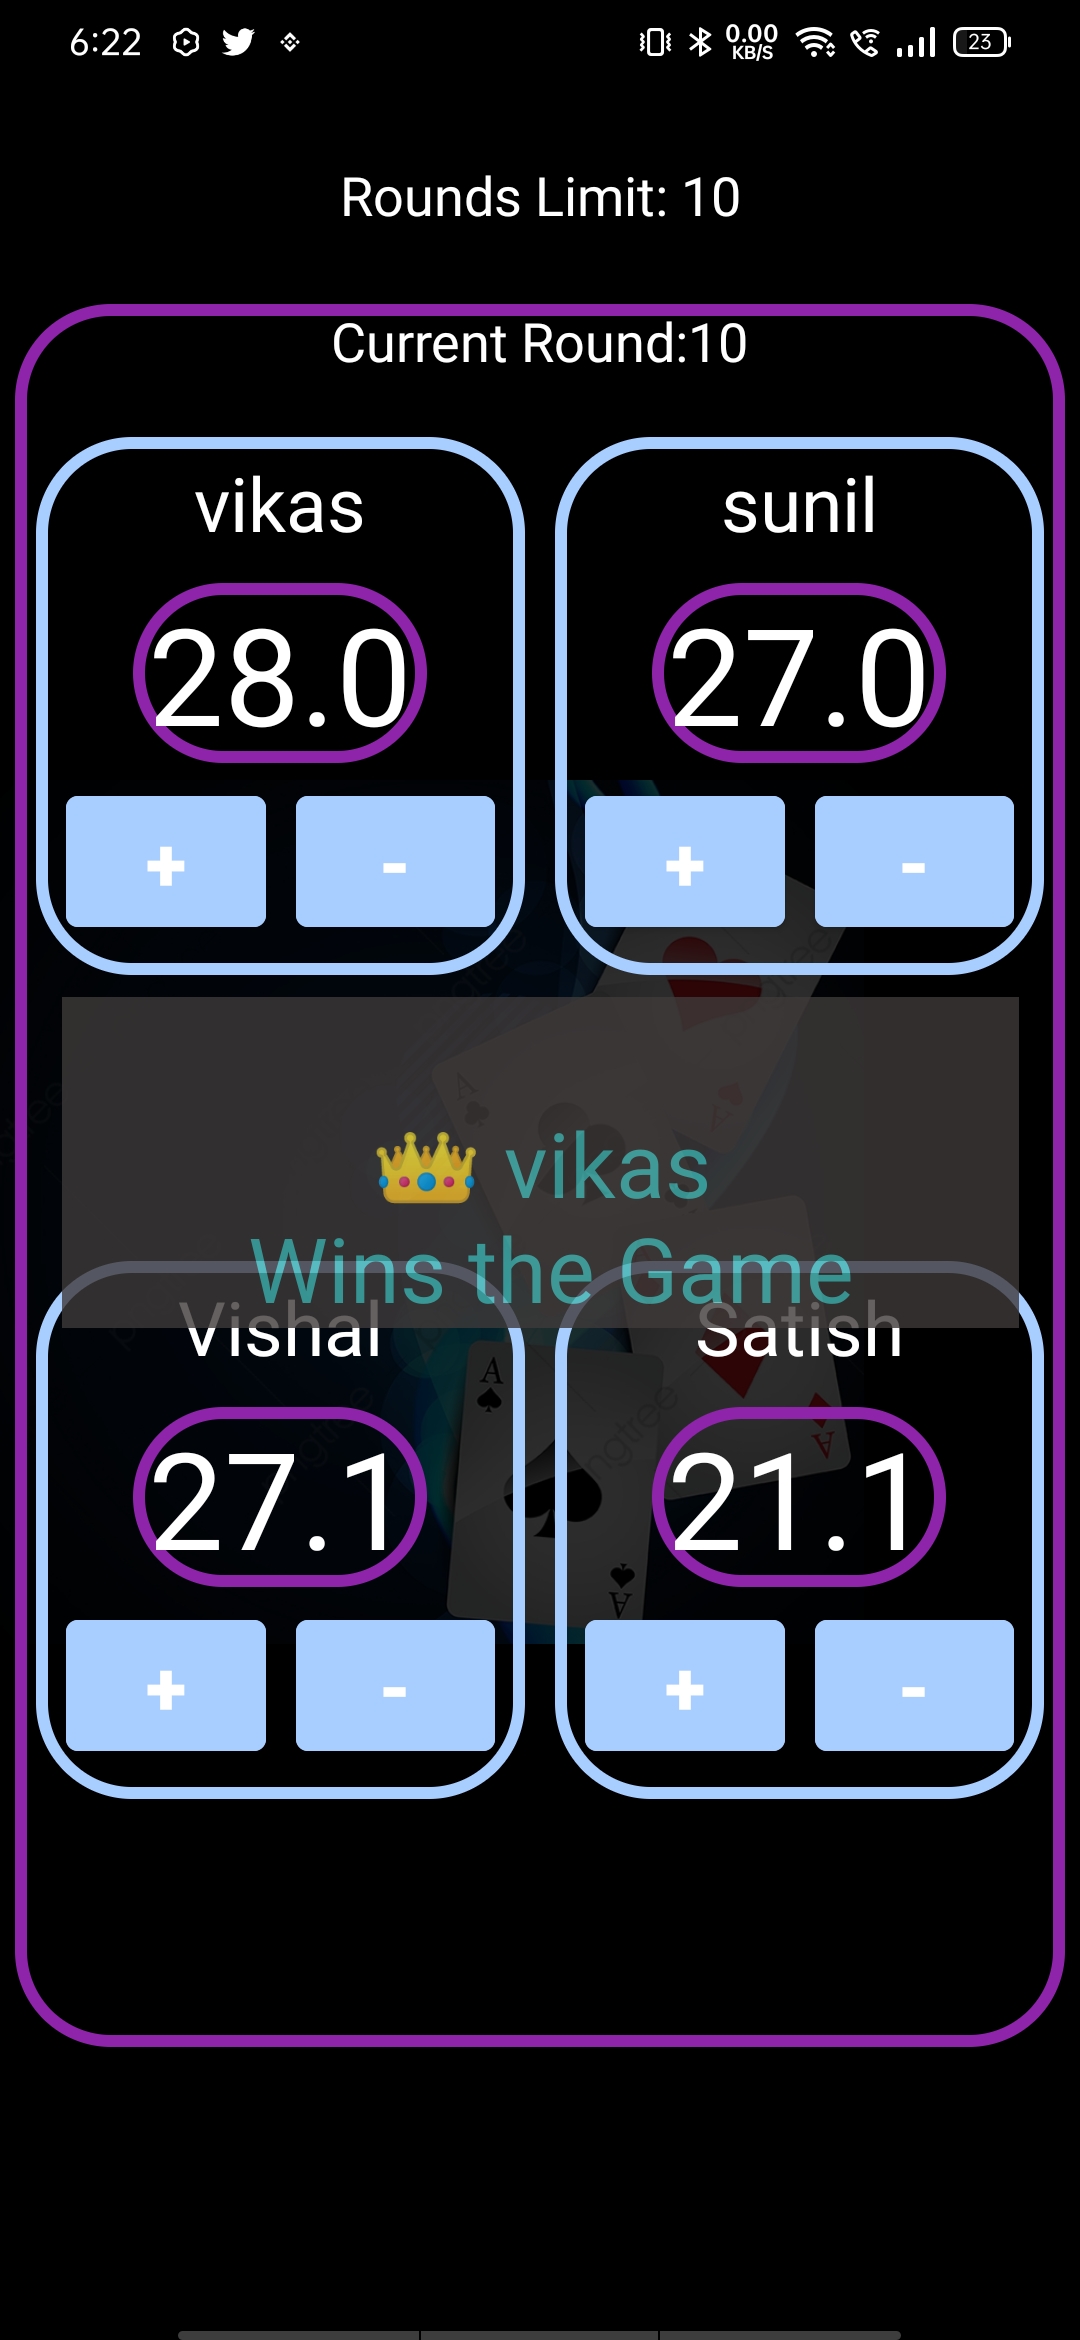 6:22 0.00 KB/S 23
Rounds Limit: 10
Current Round:10
vikas sunil
28.0 27.0
+ - + -
👑 vikas
Wins the Game
Vishal Satish
27.1 21.1
+ - + -
A
A
A
A